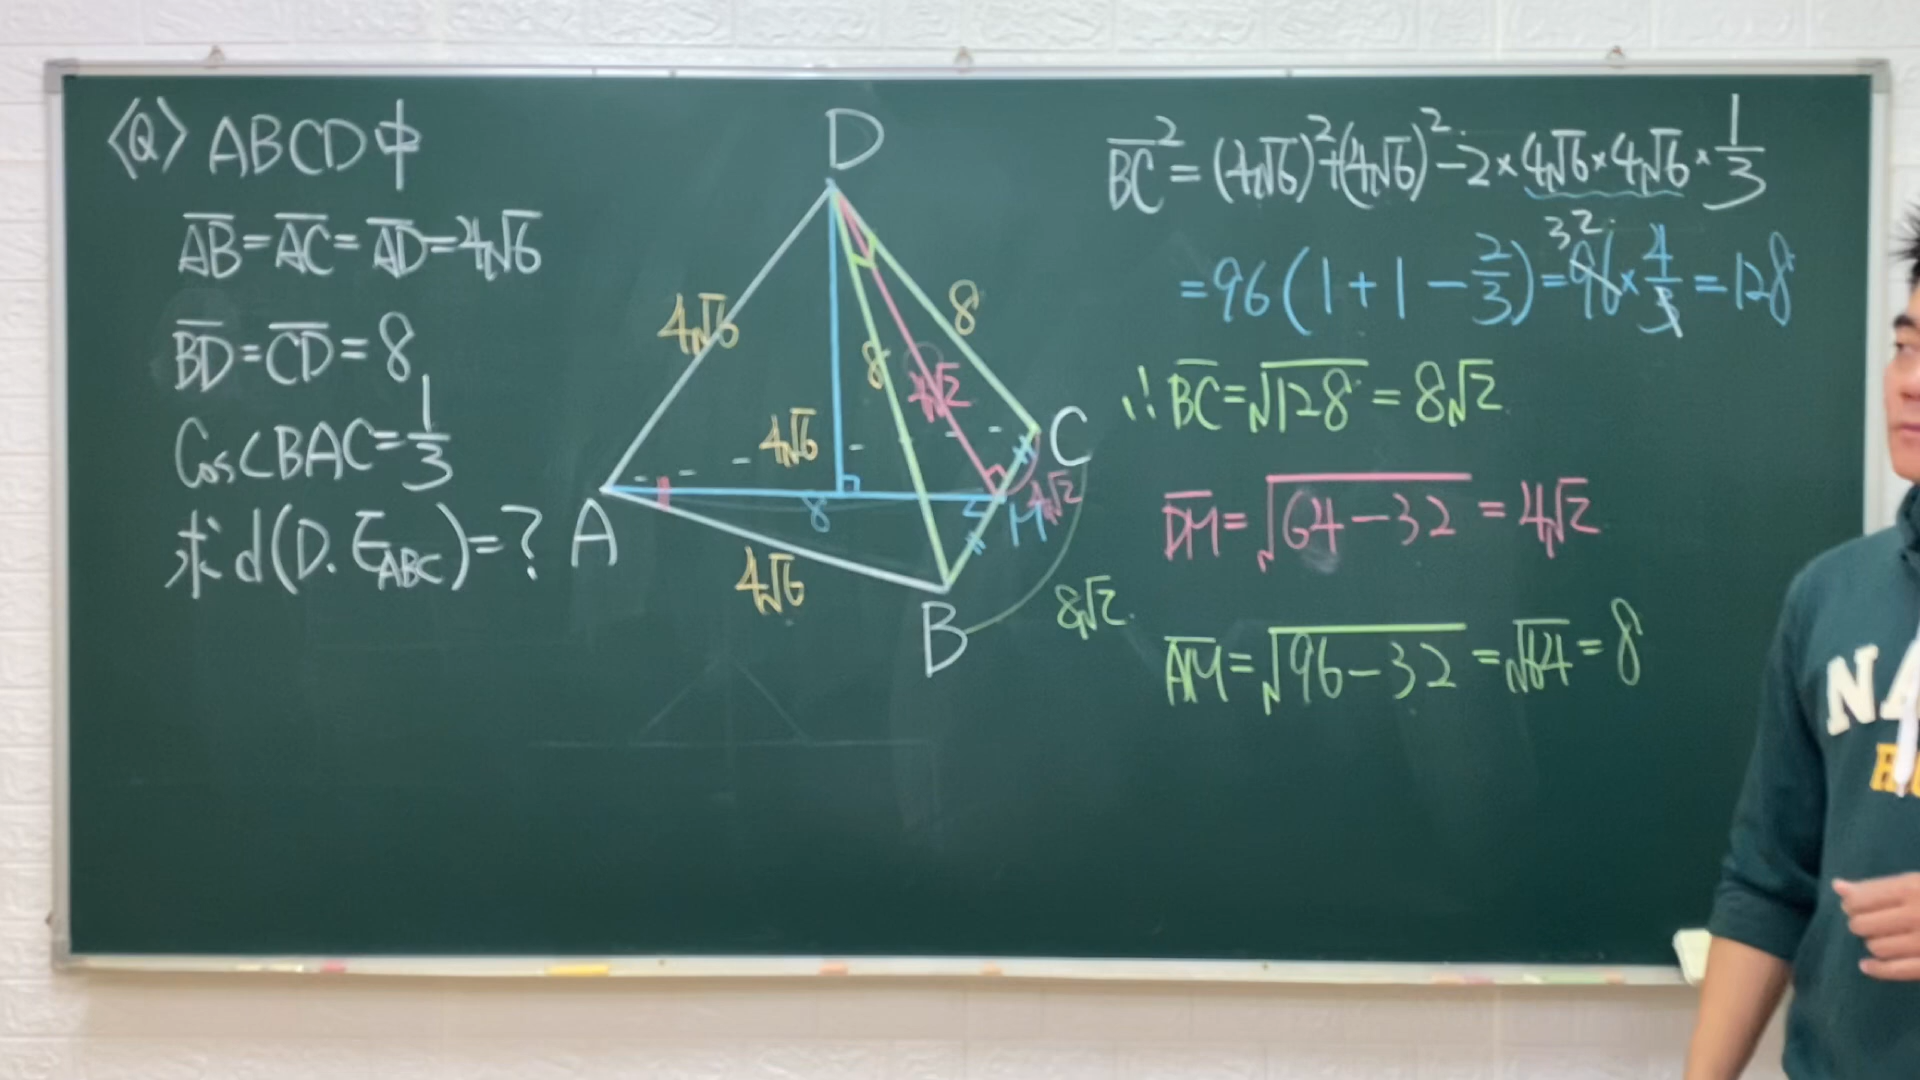 〈Q〉ABCD中
AB=AC=AD=4√6
BD=CD=8
Cos∠BAC=1/3
求d(D.E_ABC)=?
D
4√6
8
8
4√2
4√6
C
A
8
M
4√2
4√6
B
8√2
BC²=(4√6)²+(4√6)²-2×4√6×4√6×1/3
=96(1+1-2/3)=96×4/3=128
32
∴BC=√128=8√2
DM=√64-32=4√2
AM=√96-32=√64=8
NA